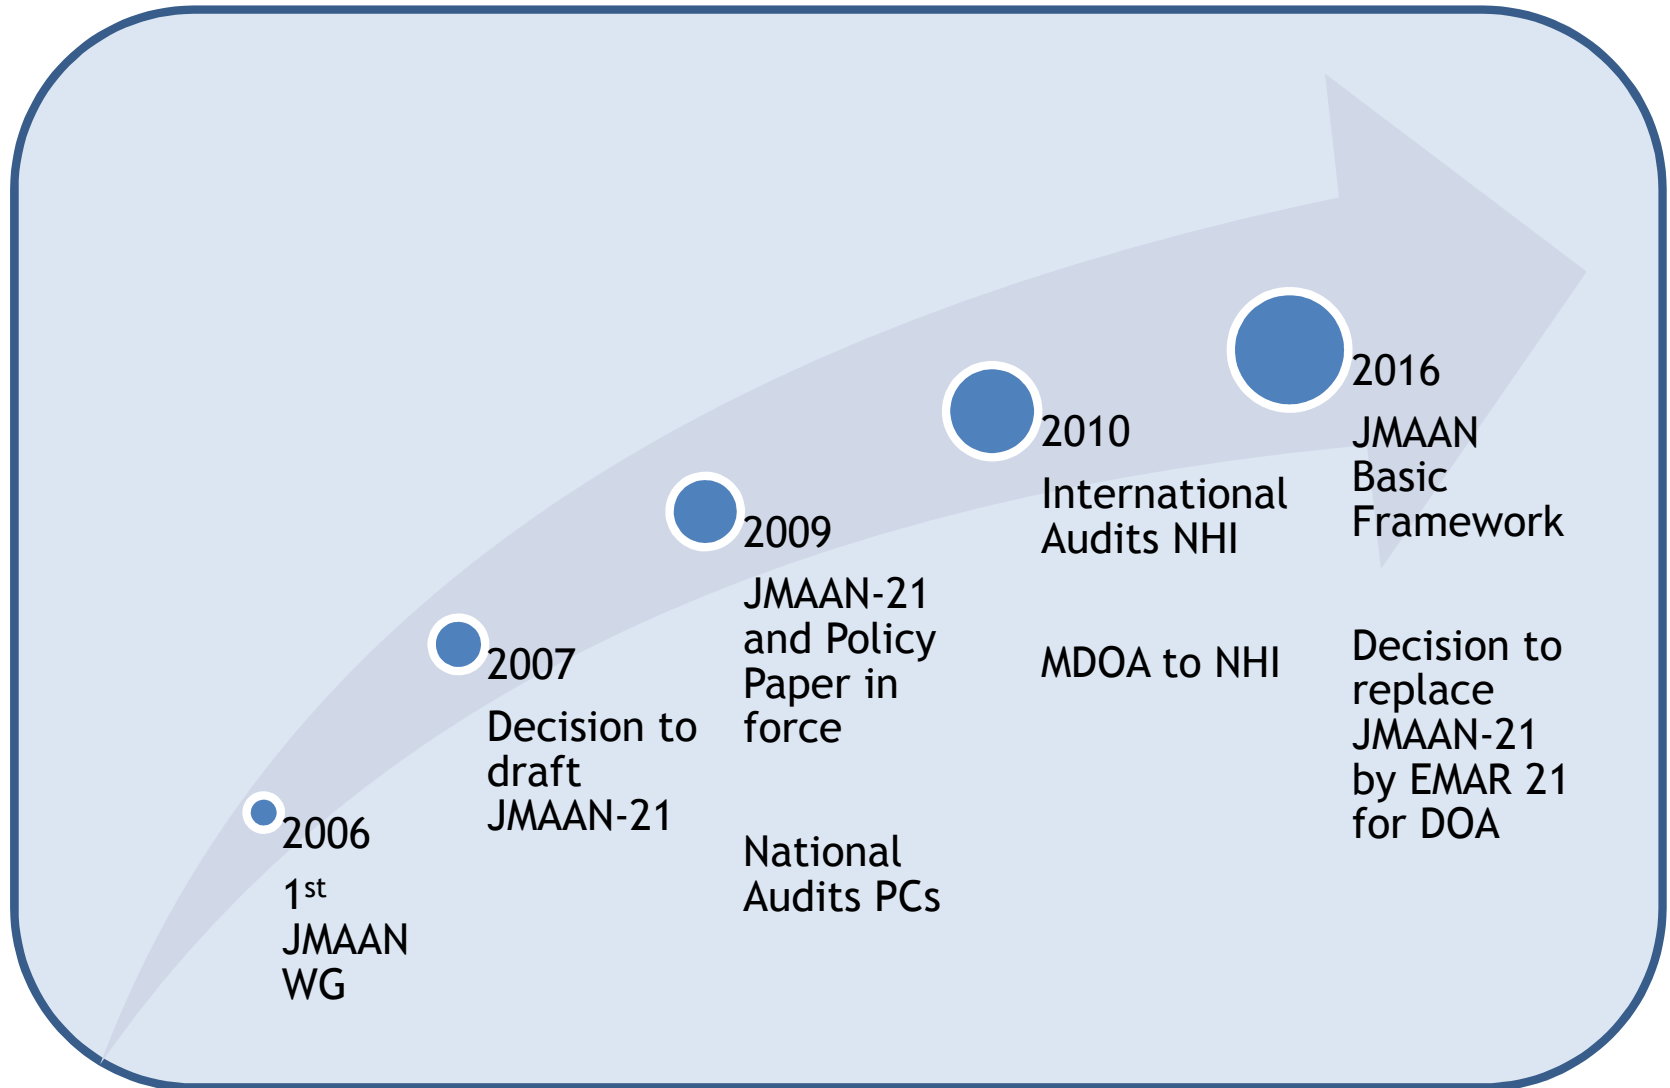 2006
1st
JMAAN
WG
2007
Decision to
draft
JMAAN-21
2009
JMAAN-21
and Policy
Paper in
force
National
Audits PCs
2010
International
Audits NHI
MDOA to NHI
2016
JMAAN
Basic
Framework
Decision to
replace
JMAAN-21
by EMAR 21
for DOA